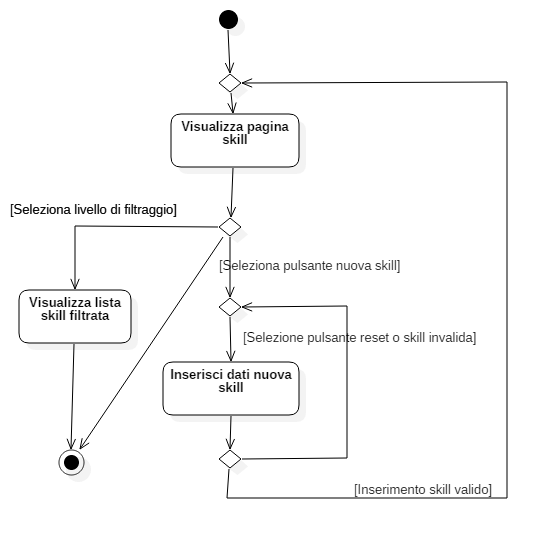 Visualizza pagina
skill
[Seleziona livello di filtraggio]
[Seleziona pulsante nuova skill]
Visualizza lista
skill filtrata
[Selezione pulsante reset o skill invalida]
Inserisci dati nuova
skill
[Inserimento skill valido]